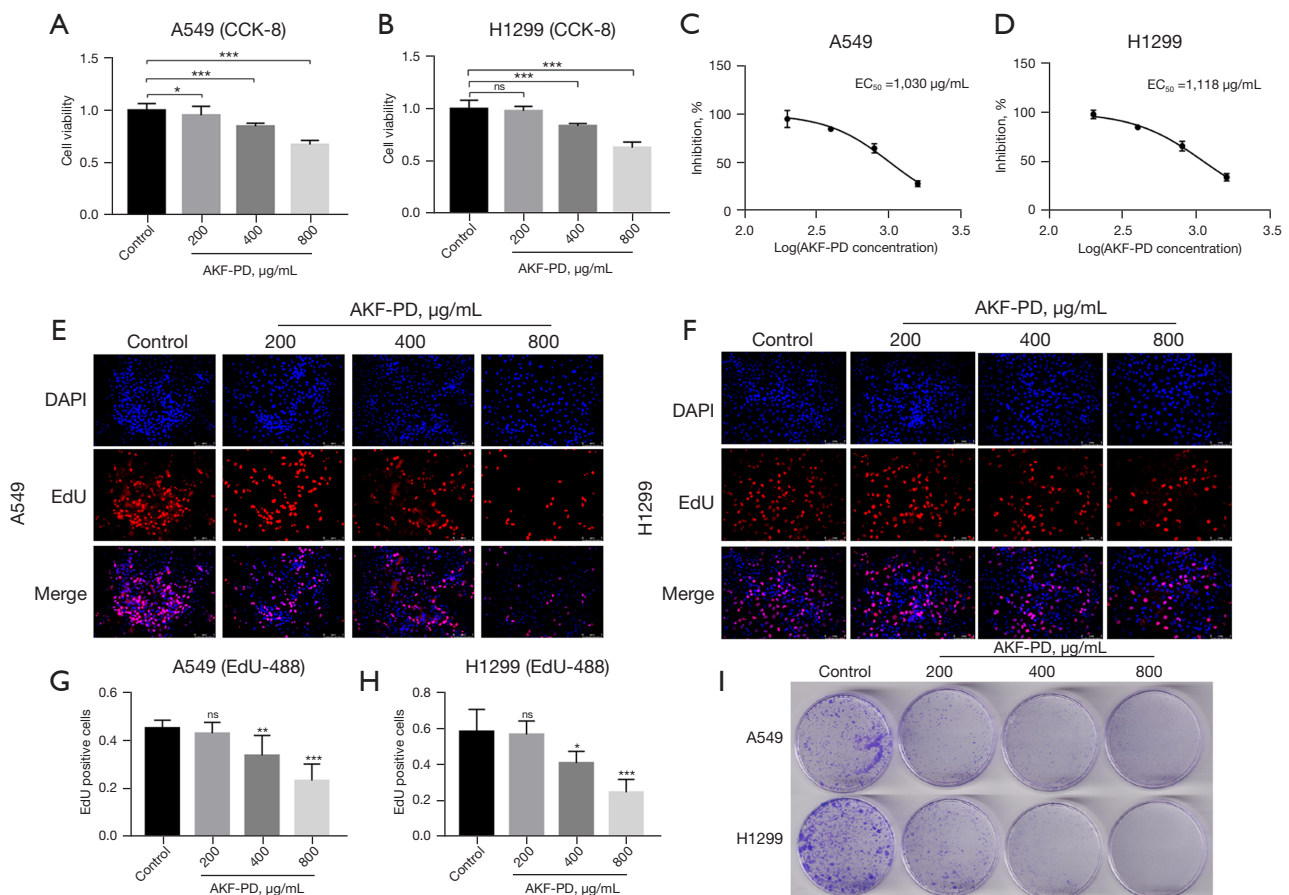 A
A549 (CCK-8)
***
***
*
Cell viability
1.5
1.0
0.5
0.0
Control
200
400
800
AKF-PD, µg/mL
B
H1299 (CCK-8)
***
***
ns
Cell viability
1.5
1.0
0.5
0.0
Control
200
400
800
AKF-PD, µg/mL
C
A549
EC₅₀ =1,030 µg/mL
Inhibition, %
150
100
50
0
2.0
2.5
3.0
3.5
Log(AKF-PD concentration)
D
H1299
EC₅₀ =1,118 µg/mL
Inhibition, %
150
100
50
0
2.0
2.5
3.0
3.5
Log(AKF-PD concentration)
E
AKF-PD, µg/mL
Control
200
400
800
A549
DAPI
EdU
Merge
F
AKF-PD, µg/mL
Control
200
400
800
H1299
DAPI
EdU
Merge
G
A549 (EdU-488)
EdU positive cells
0.6
0.4
0.2
0.0
ns
**
***
Control
200
400
800
AKF-PD, µg/mL
H
H1299 (EdU-488)
EdU positive cells
0.8
0.6
0.4
0.2
0.0
ns
*
***
Control
200
400
800
AKF-PD, µg/mL
I
AKF-PD, µg/mL
Control
200
400
800
A549
H1299